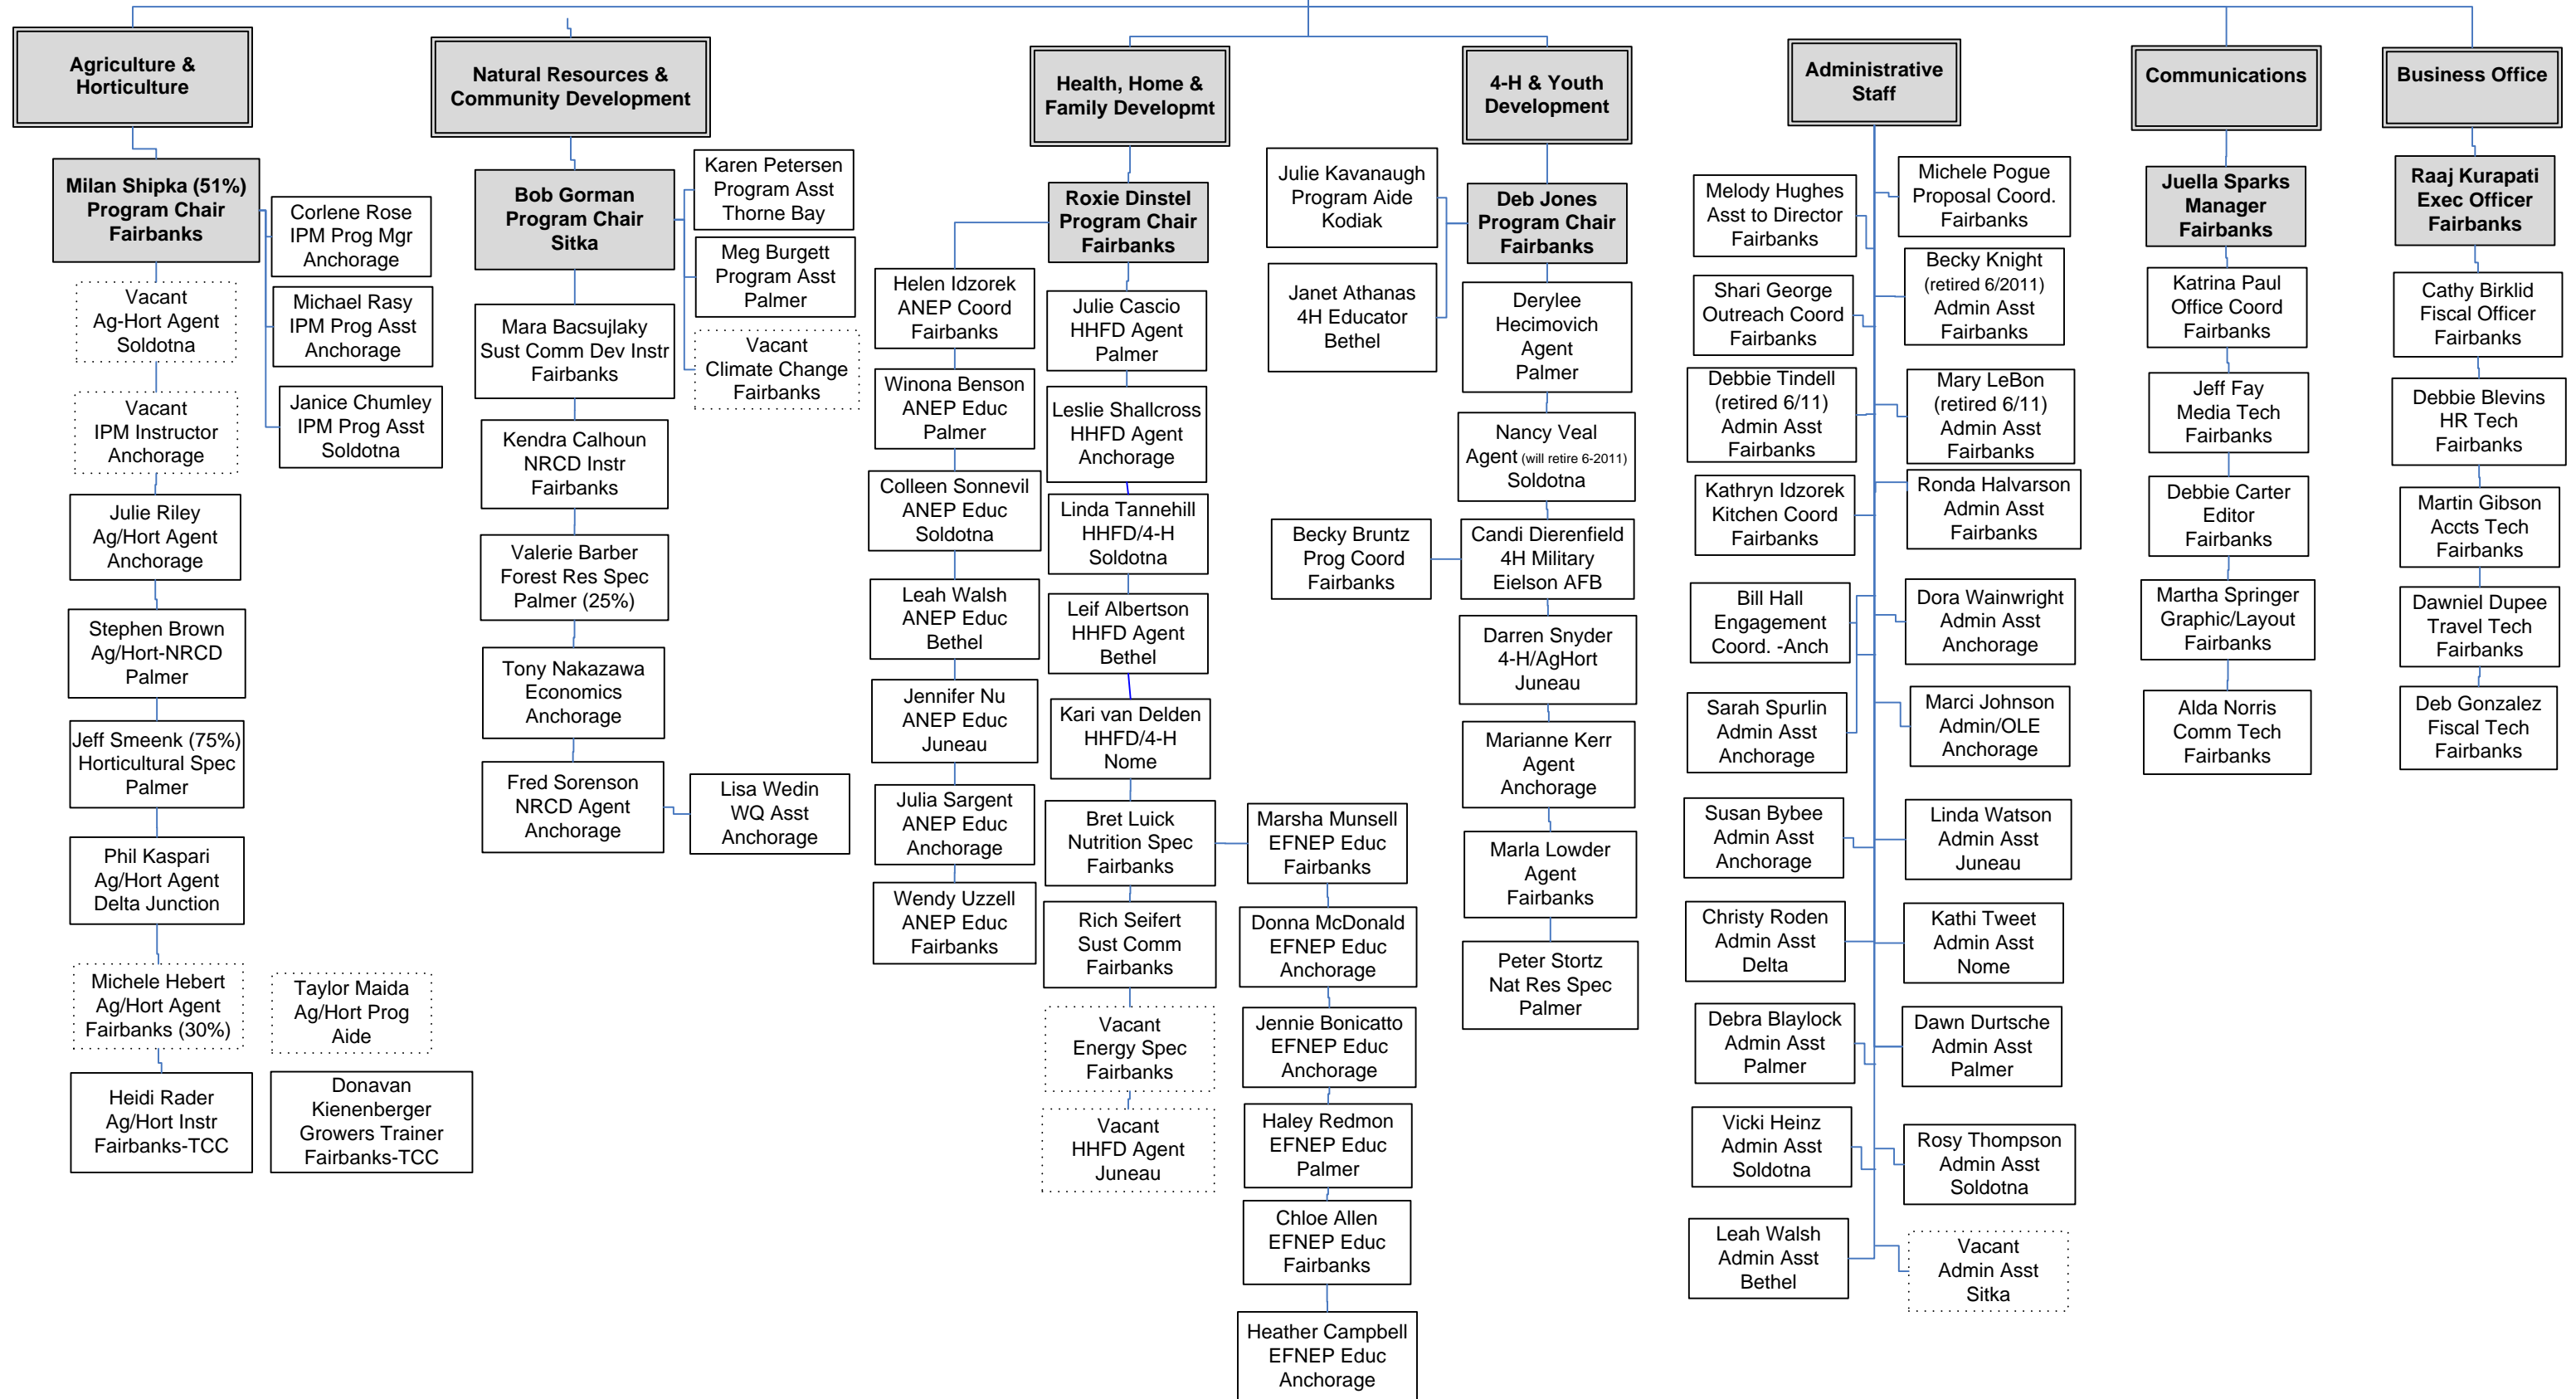 Agriculture &
Horticulture
Milan Shipka (51%)
Program Chair
Fairbanks
Corlene Rose
IPM Prog Mgr
Anchorage
Michael Rasy
IPM Prog Asst
Anchorage
Janice Chumley
IPM Prog Asst
Soldotna
Vacant
Ag-Hort Agent
Soldotna
Vacant
IPM Instructor
Anchorage
Julie Riley
Ag/Hort Agent
Anchorage
Stephen Brown
Ag/Hort-NRCD
Palmer
Jeff Smeenk (75%)
Horticultural Spec
Palmer
Phil Kaspari
Ag/Hort Agent
Delta Junction
Michele Hebert
Ag/Hort Agent
Fairbanks (30%)
Taylor Maida
Ag/Hort Prog
Aide
Heidi Rader
Ag/Hort Instr
Fairbanks-TCC
Donavan
Kienenberger
Growers Trainer
Fairbanks-TCC
Natural Resources &
Community Development
Bob Gorman
Program Chair
Sitka
Karen Petersen
Program Asst
Thorne Bay
Meg Burgett
Program Asst
Palmer
Vacant
Climate Change
Fairbanks
Mara Bacsujlaky
Sust Comm Dev Instr
Fairbanks
Kendra Calhoun
NRCD Instr
Fairbanks
Valerie Barber
Forest Res Spec
Palmer (25%)
Tony Nakazawa
Economics
Anchorage
Fred Sorenson
NRCD Agent
Anchorage
Lisa Wedin
WQ Asst
Anchorage
Health, Home &
Family Developmt
Roxie Dinstel
Program Chair
Fairbanks
Helen Idzorek
ANEP Coord
Fairbanks
Winona Benson
ANEP Educ
Palmer
Colleen Sonnevil
ANEP Educ
Soldotna
Leah Walsh
ANEP Educ
Bethel
Jennifer Nu
ANEP Educ
Juneau
Julia Sargent
ANEP Educ
Anchorage
Wendy Uzzell
ANEP Educ
Fairbanks
Julie Cascio
HHFD Agent
Palmer
Leslie Shallcross
HHFD Agent
Anchorage
Linda Tannehill
HHFD/4-H
Soldotna
Leif Albertson
HHFD Agent
Bethel
Kari van Delden
HHFD/4-H
Nome
Bret Luick
Nutrition Spec
Fairbanks
Rich Seifert
Sust Comm
Fairbanks
Vacant
Energy Spec
Fairbanks
Vacant
HHFD Agent
Juneau
Marsha Munsell
EFNEP Educ
Fairbanks
Donna McDonald
EFNEP Educ
Anchorage
Jennie Bonicatto
EFNEP Educ
Anchorage
Haley Redmon
EFNEP Educ
Palmer
Chloe Allen
EFNEP Educ
Fairbanks
Heather Campbell
EFNEP Educ
Anchorage
4-H & Youth
Development
Julie Kavanaugh
Program Aide
Kodiak
Janet Athanas
4H Educator
Bethel
Deb Jones
Program Chair
Fairbanks
Derylee
Hecimovich
Agent
Palmer
Nancy Veal
Agent (will retire 6-2011)
Soldotna
Becky Bruntz
Prog Coord
Fairbanks
Candi Dierenfield
4H Military
Eielson AFB
Darren Snyder
4-H/AgHort
Juneau
Marianne Kerr
Agent
Anchorage
Marla Lowder
Agent
Fairbanks
Peter Stortz
Nat Res Spec
Palmer
Administrative
Staff
Melody Hughes
Asst to Director
Fairbanks
Michele Pogue
Proposal Coord.
Fairbanks
Shari George
Outreach Coord
Fairbanks
Becky Knight
(retired 6/2011)
Admin Asst
Fairbanks
Debbie Tindell
(retired 6/11)
Admin Asst
Fairbanks
Mary LeBon
(retired 6/11)
Admin Asst
Fairbanks
Kathryn Idzorek
Kitchen Coord
Fairbanks
Ronda Halvarson
Admin Asst
Fairbanks
Bill Hall
Engagement
Coord. -Anch
Dora Wainwright
Admin Asst
Anchorage
Sarah Spurlin
Admin Asst
Anchorage
Marci Johnson
Admin/OLE
Anchorage
Susan Bybee
Admin Asst
Anchorage
Linda Watson
Admin Asst
Juneau
Christy Roden
Admin Asst
Delta
Kathi Tweet
Admin Asst
Nome
Debra Blaylock
Admin Asst
Palmer
Dawn Durtsche
Admin Asst
Palmer
Vicki Heinz
Admin Asst
Soldotna
Rosy Thompson
Admin Asst
Soldotna
Leah Walsh
Admin Asst
Bethel
Vacant
Admin Asst
Sitka
Communications
Juella Sparks
Manager
Fairbanks
Katrina Paul
Office Coord
Fairbanks
Jeff Fay
Media Tech
Fairbanks
Debbie Carter
Editor
Fairbanks
Martha Springer
Graphic/Layout
Fairbanks
Alda Norris
Comm Tech
Fairbanks
Business Office
Raaj Kurapati
Exec Officer
Fairbanks
Cathy Birklid
Fiscal Officer
Fairbanks
Debbie Blevins
HR Tech
Fairbanks
Martin Gibson
Accts Tech
Fairbanks
Dawniel Dupee
Travel Tech
Fairbanks
Deb Gonzalez
Fiscal Tech
Fairbanks